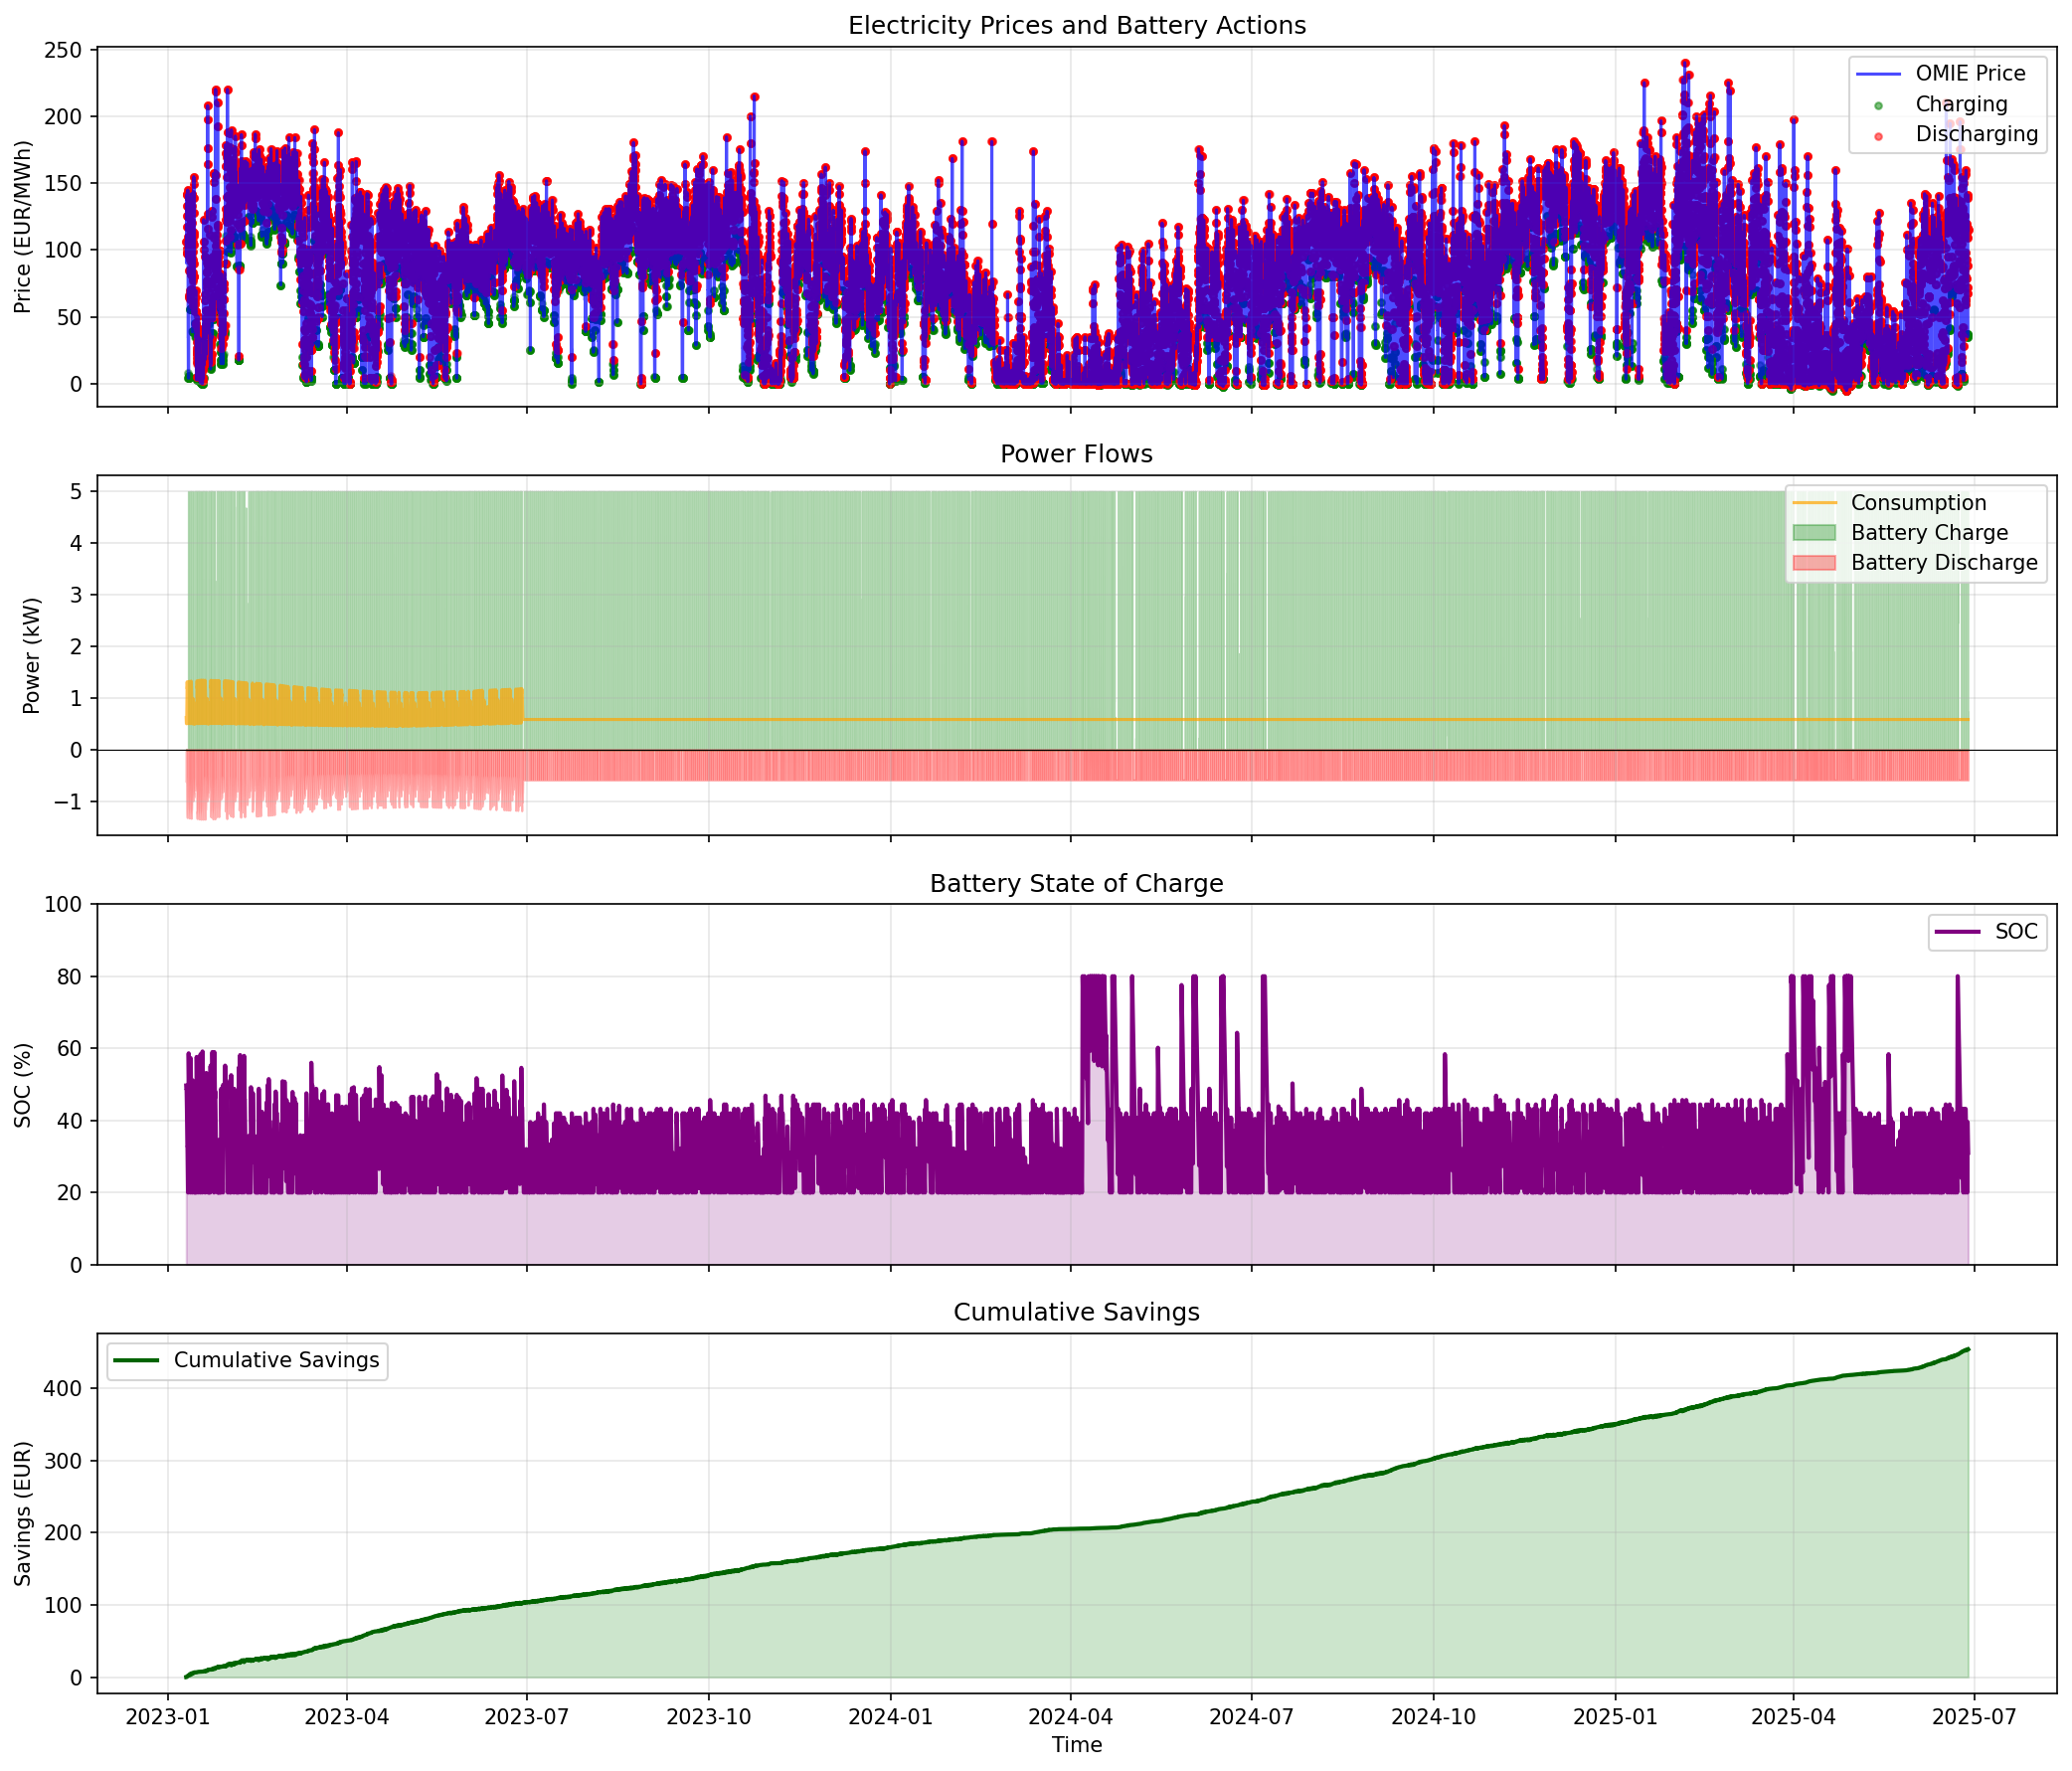 Electricity Prices and Battery Actions
Price (EUR/MWh)
250
200
150
100
50
0
OMIE Price
Charging
Discharging
Power Flows
Power (kW)
5
4
3
2
1
0
−1
Consumption
Battery Charge
Battery Discharge
Battery State of Charge
SOC (%)
100
80
60
40
20
0
SOC
Cumulative Savings
Savings (EUR)
400
300
200
100
0
Cumulative Savings
2023-01 2023-04 2023-07 2023-10 2024-01 2024-04 2024-07 2024-10 2025-01 2025-04 2025-07
Time